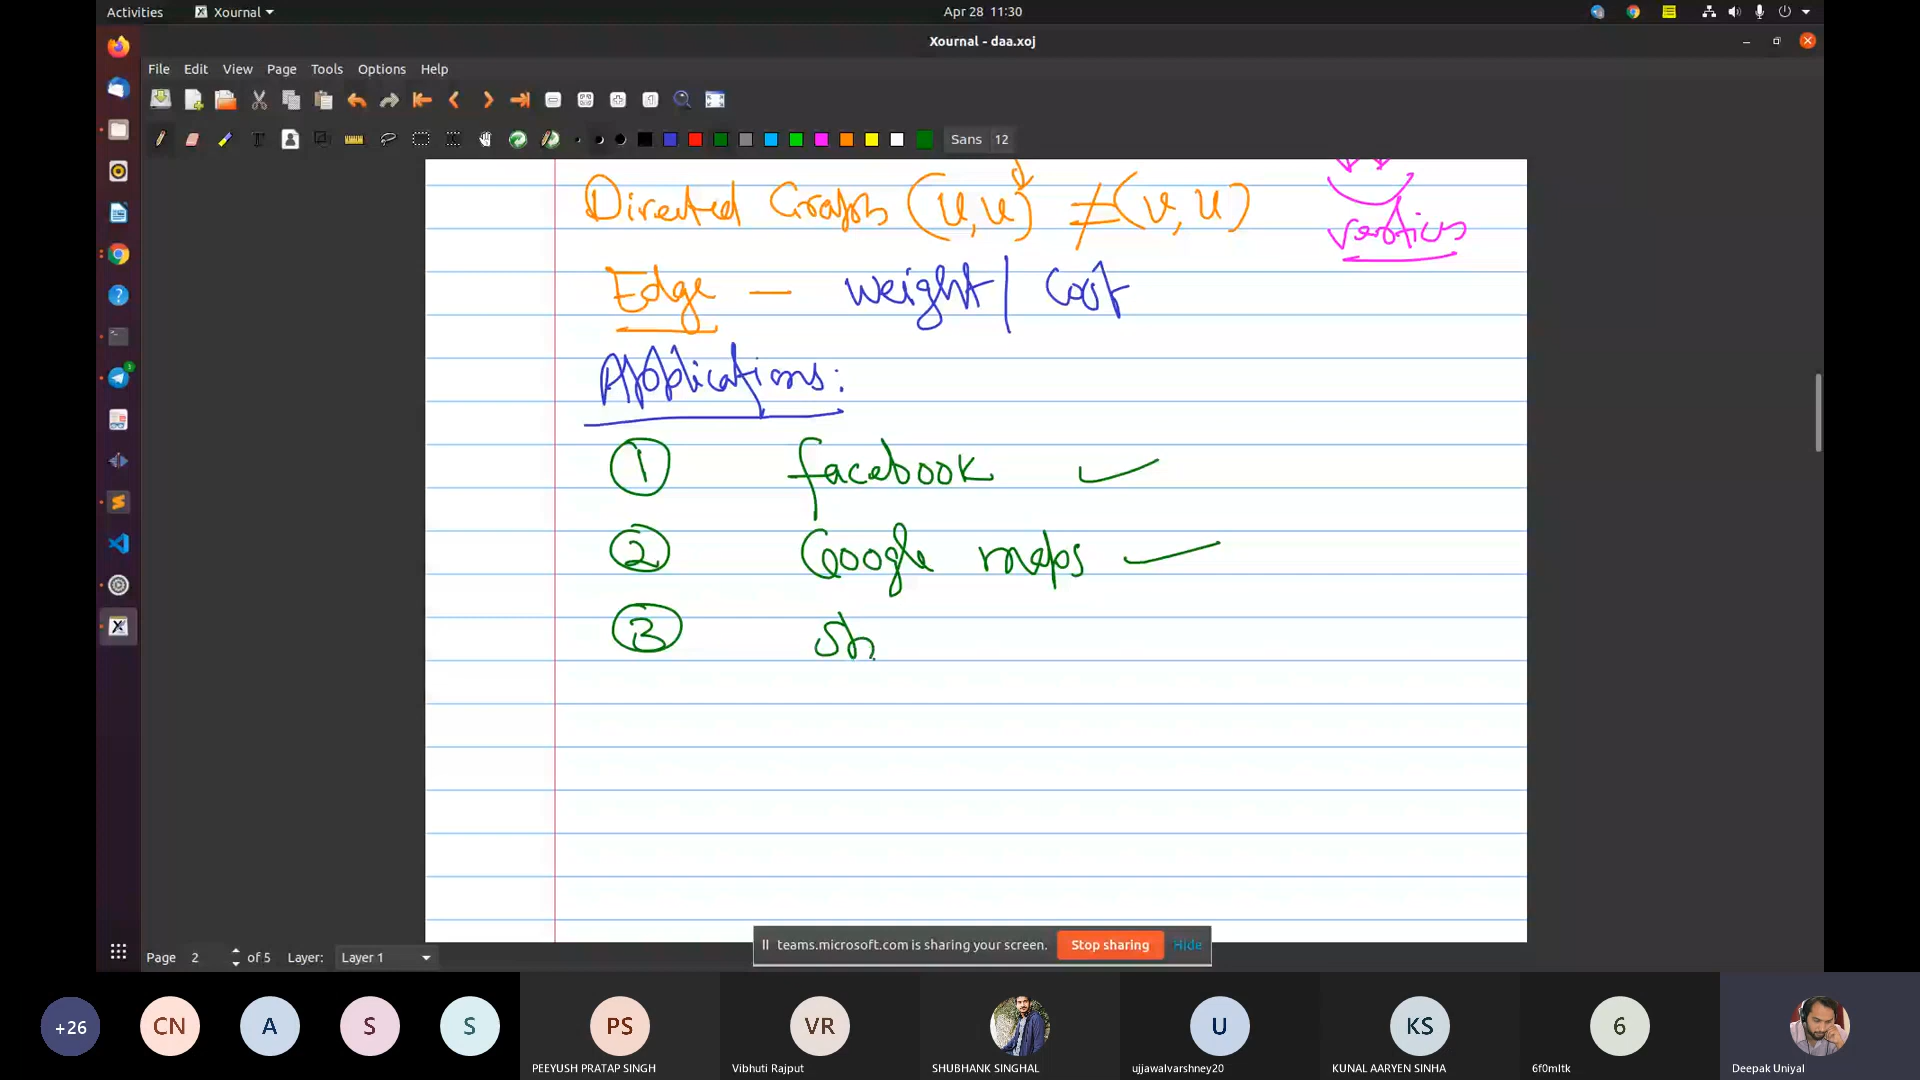 Activities Xournal Apr 28 11:30
Xournal - daa.xoj
File Edit View Page Tools Options Help
Sans 12
Directed Graph (u,u) ≠ (v,u)
vertices
Edge — Weight | Cost
Applications:
1 facebook
2 Google maps
3 sh
teams.microsoft.com is sharing your screen. Stop sharing Hide
Page 2 of 5 Layer: Layer 1
+26 CN A S S PS VR U KS 6
PEEYUSH PRATAP SINGH Vibhuti Rajput SHUBHANK SINGHAL ujjawalvarshney20 KUNAL AARYEN SINHA 6f0mltk Deepak Uniyal